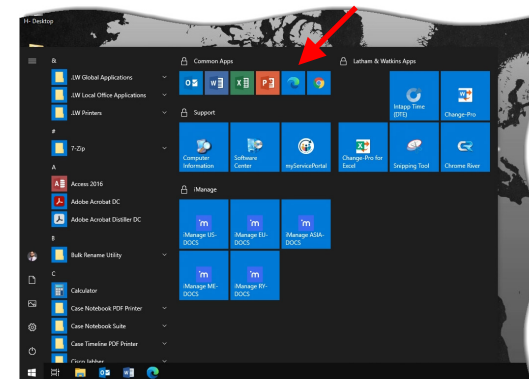 H- Desktop
&
.LW Global Applications
.LW Local Office Applications
.LW Printers
#
7-Zip
A
Access 2016
Adobe Acrobat DC
Adobe Acrobat Distiller DC
B
Bulk Rename Utility
C
Calculator
Case Notebook PDF Printer
Case Notebook Suite
Case Timeline PDF Printer
Cisco Jabber
Common Apps
Support
Computer
Information
Software
Center
myServicePortal
iManage
iManage US-
DOCS
iManage EU-
DOCS
iManage ASIA-
DOCS
iManage ME-
DOCS
iManage RY-
DOCS
Latham & Watkins Apps
Intapp Time
(DTE)
Change-Pro
Change-Pro for
Excel
Snipping Tool
Chrome River